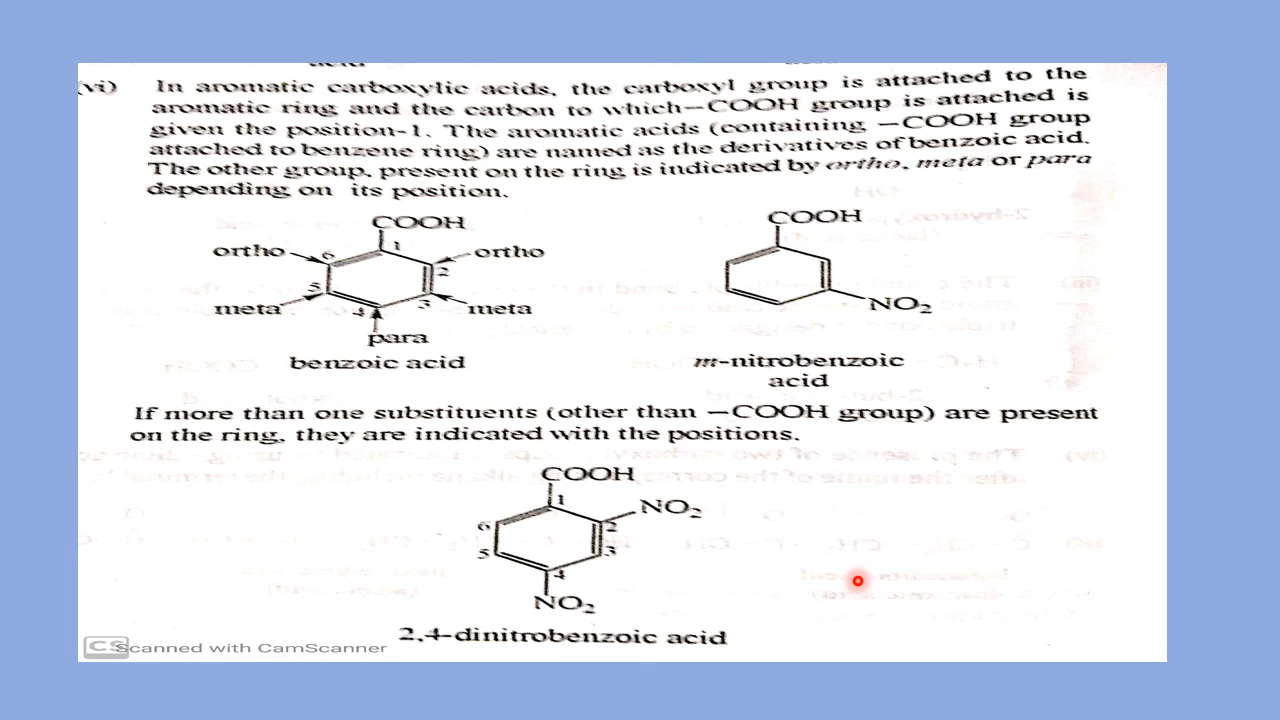 (vi) In aromatic carboxylic acids, the carboxyl group is attached to the
aromatic ring and the carbon to which–COOH group is attached is
given the position-1. The aromatic acids (containing –COOH group
attached to benzene ring) are named as the derivatives of benzoic acid.
The other group, present on the ring is indicated by ortho, meta or para
depending on its position.
COOH
ortho 6 1 2 ortho
meta 5 4 3 meta
para
benzoic acid
COOH
NO2
m-nitrobenzoic
acid
If more than one substituents (other than –COOH group) are present
on the ring, they are indicated with the positions.
COOH
1
6 2 NO2
5 3
4
NO2
2,4-dinitrobenzoic acid
CS Scanned with CamScanner